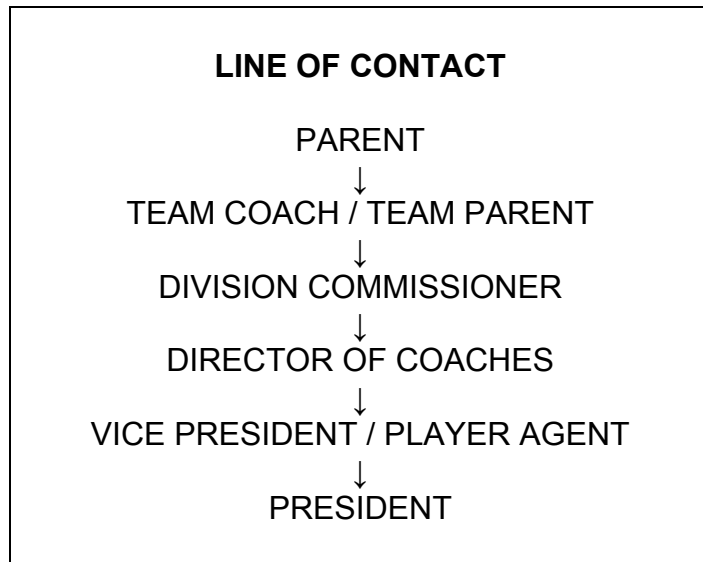 LINE OF CONTACT
PARENT
↓
TEAM COACH / TEAM PARENT
↓
DIVISION COMMISSIONER
↓
DIRECTOR OF COACHES
↓
VICE PRESIDENT / PLAYER AGENT
↓
PRESIDENT